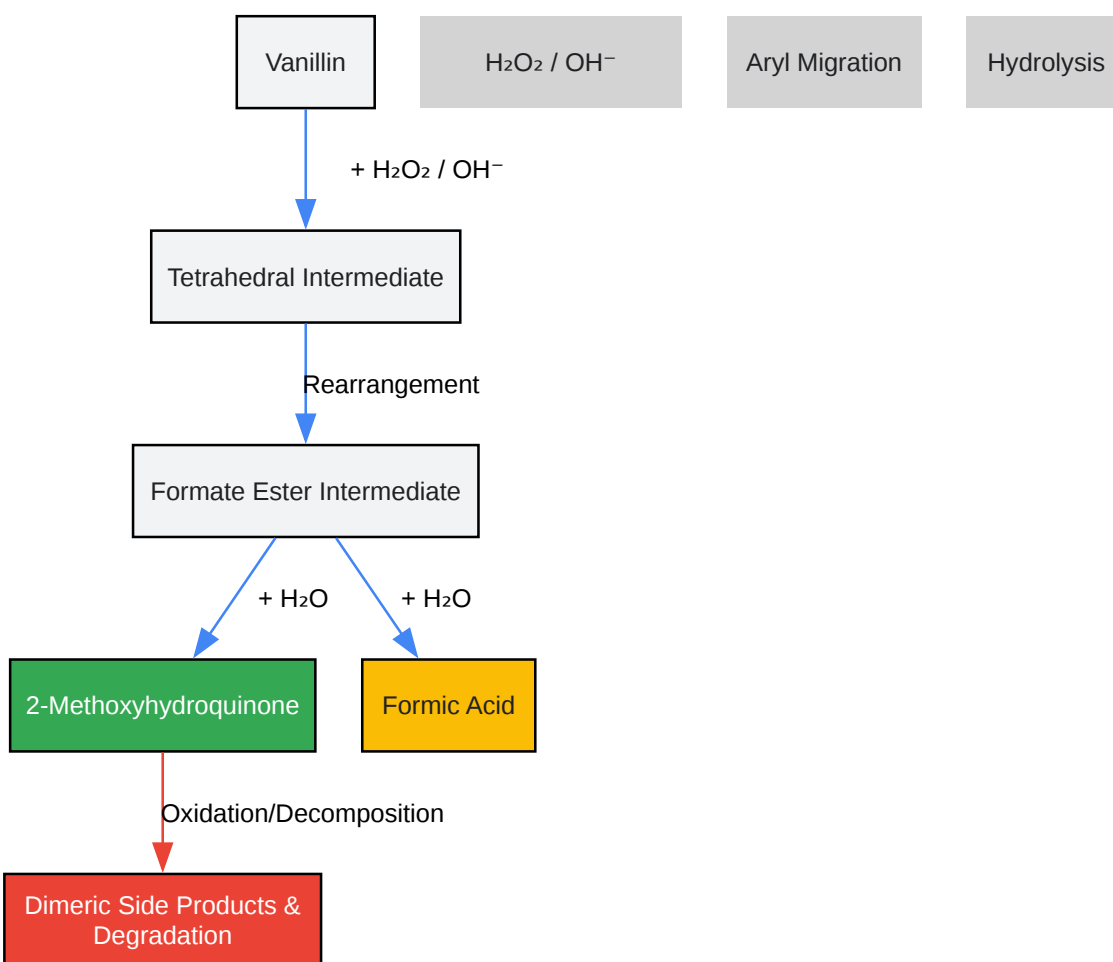 Vanillin
H₂O₂ / OH⁻
Aryl Migration
Hydrolysis
+ H₂O₂ / OH⁻
Tetrahedral Intermediate
Rearrangement
Formate Ester Intermediate
+ H₂O
+ H₂O
2-Methoxyhydroquinone
Formic Acid
Oxidation/Decomposition
Dimeric Side Products &
Degradation